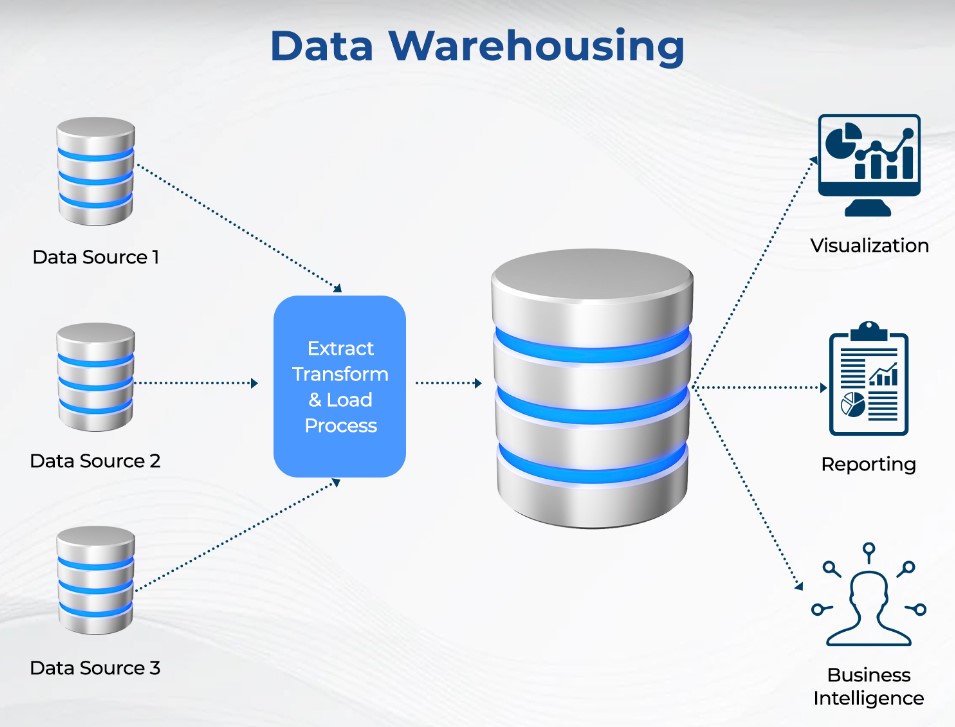 Data Warehousing
Data Source 1
Data Source 2
Data Source 3
Extract
Transform
& Load
Process
Visualization
Reporting
Business
Intelligence